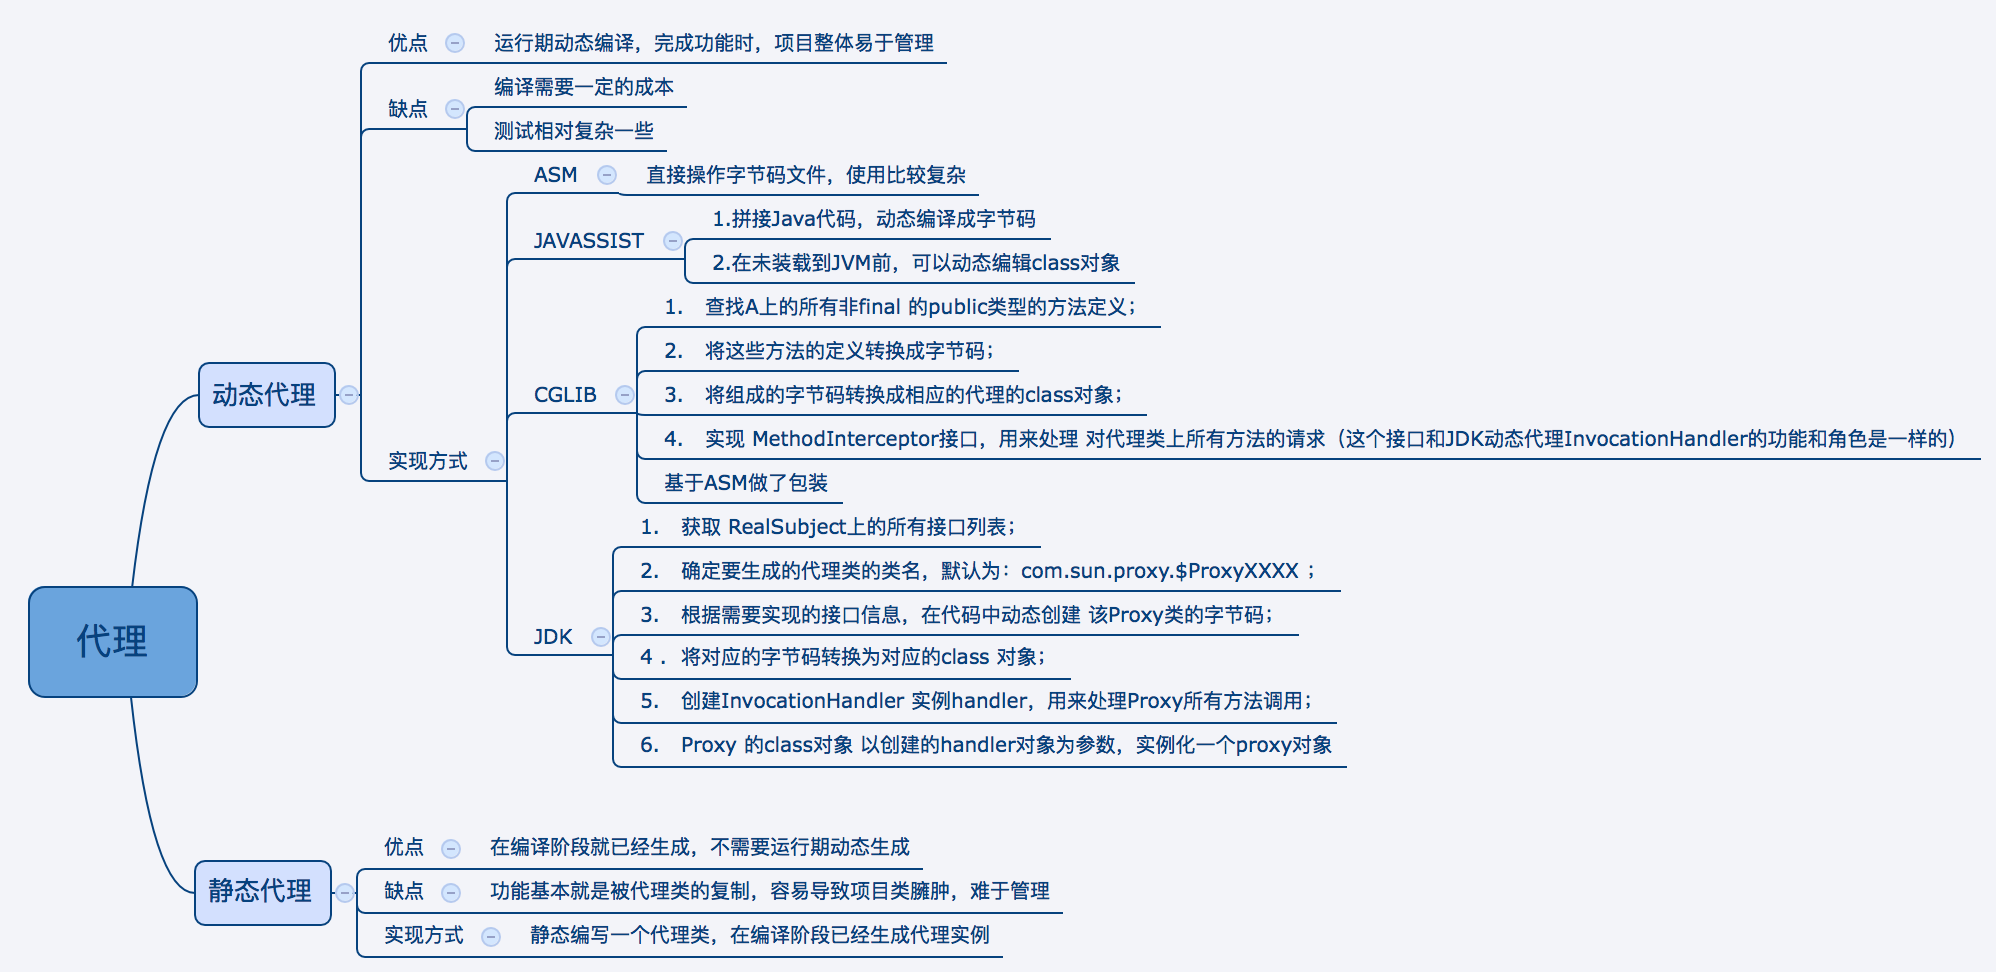 代理
动态代理
优点
运行期动态编译，完成功能时，项目整体易于管理
缺点
编译需要一定的成本
测试相对复杂一些
实现方式
ASM
直接操作字节码文件，使用比较复杂
JAVASSIST
1.拼接Java代码，动态编译成字节码
2.在未装载到JVM前，可以动态编辑class对象
CGLIB
1. 查找A上的所有非final 的public类型的方法定义；
2. 将这些方法的定义转换成字节码；
3. 将组成的字节码转换成相应的代理的class对象；
4. 实现 MethodInterceptor接口，用来处理 对代理类上所有方法的请求（这个接口和JDK动态代理InvocationHandler的功能和角色是一样的）
基于ASM做了包装
JDK
1. 获取 RealSubject上的所有接口列表；
2. 确定要生成的代理类的类名，默认为：com.sun.proxy.$ProxyXXXX ；
3. 根据需要实现的接口信息，在代码中动态创建 该Proxy类的字节码；
4 . 将对应的字节码转换为对应的class 对象；
5. 创建InvocationHandler 实例handler，用来处理Proxy所有方法调用；
6. Proxy 的class对象 以创建的handler对象为参数，实例化一个proxy对象
静态代理
优点
在编译阶段就已经生成，不需要运行期动态生成
缺点
功能基本就是被代理类的复制，容易导致项目类臃肿，难于管理
实现方式
静态编写一个代理类，在编译阶段已经生成代理实例